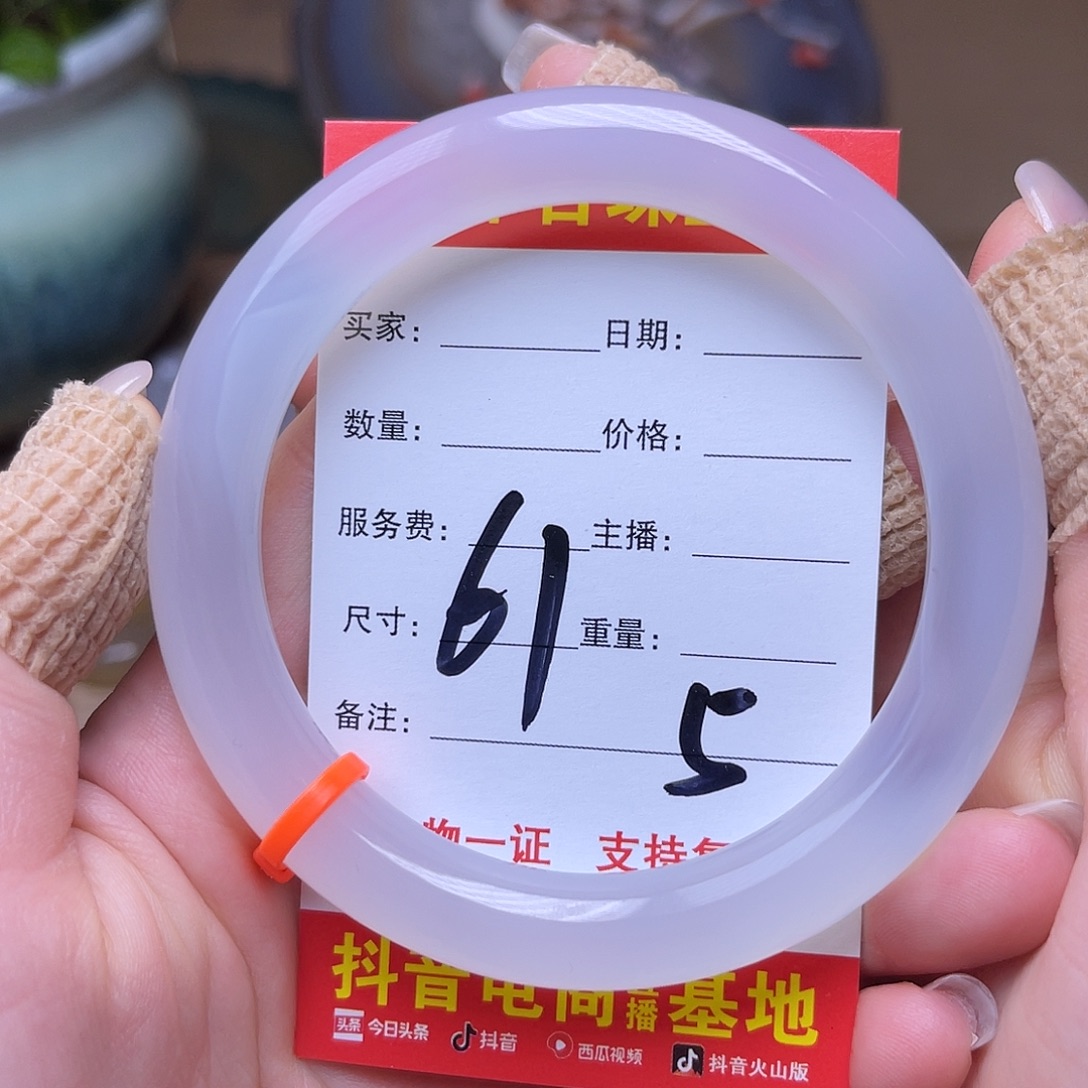 买家： 日期：
数量： 价格：
服务费： 主播：
61
尺寸： 重量：
5
备注：
物一证 支持
抖音电商直播基地
头条 今日头条 抖音 西瓜视频 抖音火山版